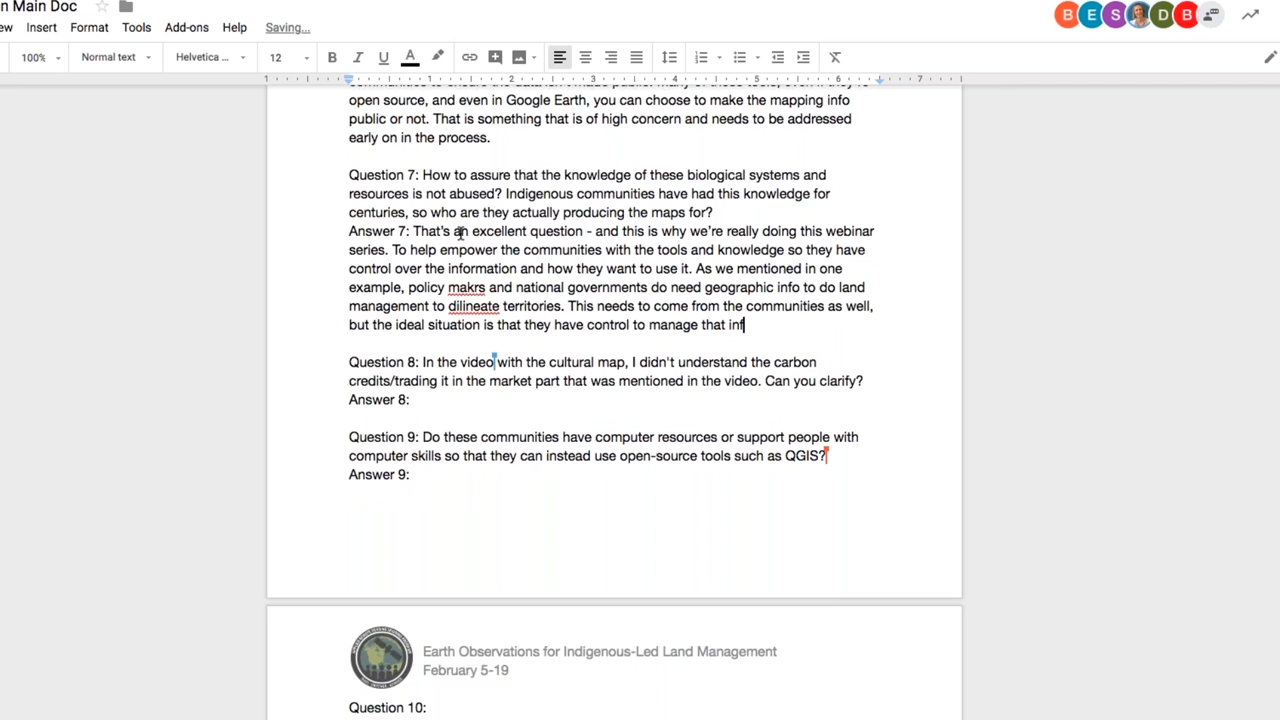 n Main Doc
ew Insert Format Tools Add-ons Help Saving...
100% Normal text Helvetica ... 12 B I U A
1 1 2 3 4 5 6 7
B E S D B
open source, and even in Google Earth, you can choose to make the mapping info
public or not. That is something that is of high concern and needs to be addressed
early on in the process.
Question 7: How to assure that the knowledge of these biological systems and
resources is not abused? Indigenous communities have had this knowledge for
centuries, so who are they actually producing the maps for?
Answer 7: That's an excellent question - and this is why we're really doing this webinar
series. To help empower the communities with the tools and knowledge so they have
control over the information and how they want to use it. As we mentioned in one
example, policy makrs and national governments do need geographic info to do land
management to dilineate territories. This needs to come from the communities as well,
but the ideal situation is that they have control to manage that inf
Question 8: In the video with the cultural map, I didn't understand the carbon
credits/trading it in the market part that was mentioned in the video. Can you clarify?
Answer 8:
Question 9: Do these communities have computer resources or support people with
computer skills so that they can instead use open-source tools such as QGIS?
Answer 9:
Earth Observations for Indigenous-Led Land Management
February 5-19
Question 10: